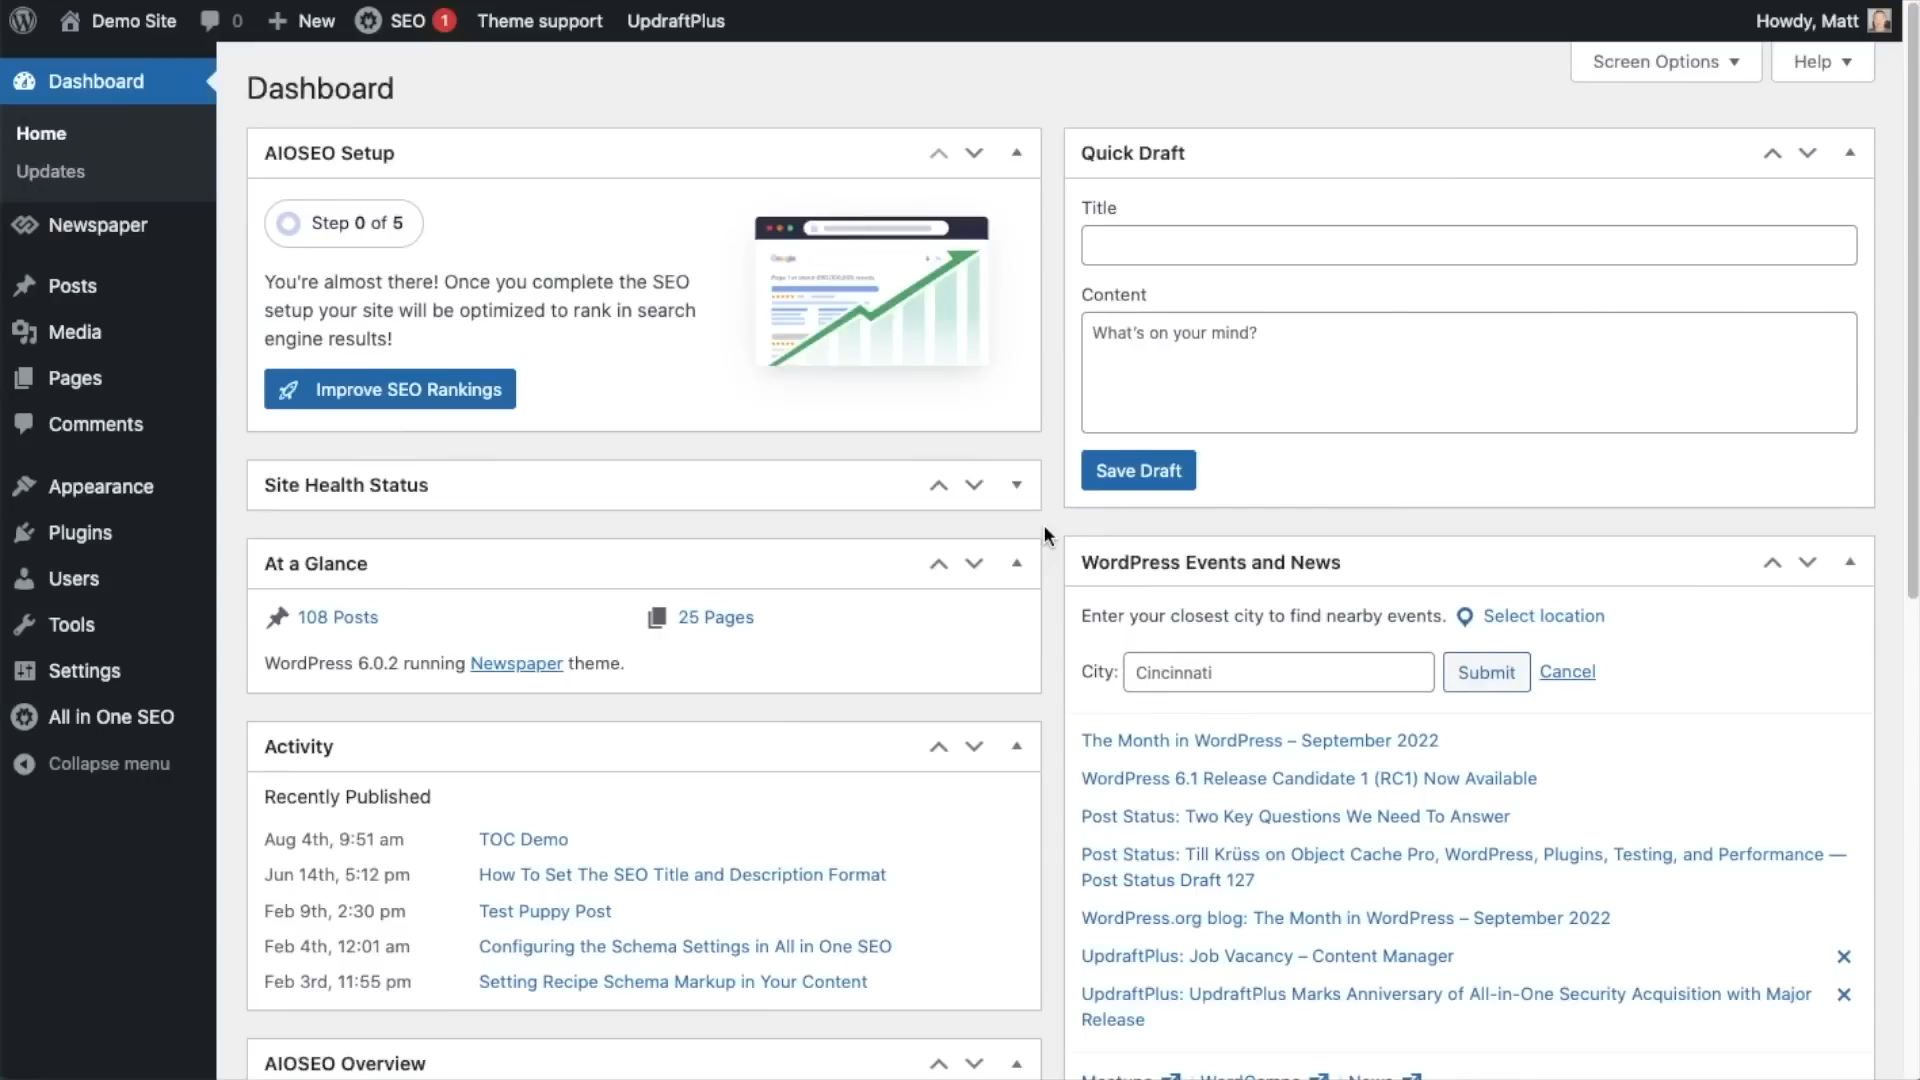 Demo Site 0 New SEO 1 Theme support UpdraftPlus Howdy, Matt
Dashboard
Home
Updates
Newspaper
Posts
Media
Pages
Comments
Appearance
Plugins
Users
Tools
Settings
All in One SEO
Collapse menu
Screen Options ▼ Help ▼
Dashboard
AIOSEO Setup
Step 0 of 5
You're almost there! Once you complete the SEO
setup your site will be optimized to rank in search
engine results!
Google
Improve SEO Rankings
Site Health Status
At a Glance
108 Posts 25 Pages
WordPress 6.0.2 running Newspaper theme.
Activity
Recently Published
Aug 4th, 9:51 am TOC Demo
Jun 14th, 5:12 pm How To Set The SEO Title and Description Format
Feb 9th, 2:30 pm Test Puppy Post
Feb 4th, 12:01 am Configuring the Schema Settings in All in One SEO
Feb 3rd, 11:55 pm Setting Recipe Schema Markup in Your Content
AIOSEO Overview
Quick Draft
Title
Content
What's on your mind?
Save Draft
WordPress Events and News
Enter your closest city to find nearby events. Select location
City: Cincinnati Submit Cancel
The Month in WordPress – September 2022
WordPress 6.1 Release Candidate 1 (RC1) Now Available
Post Status: Two Key Questions We Need To Answer
Post Status: Till Krüss on Object Cache Pro, WordPress, Plugins, Testing, and Performance —
Post Status Draft 127
WordPress.org blog: The Month in WordPress – September 2022
UpdraftPlus: Job Vacancy – Content Manager
UpdraftPlus: UpdraftPlus Marks Anniversary of All-in-One Security Acquisition with Major
Release